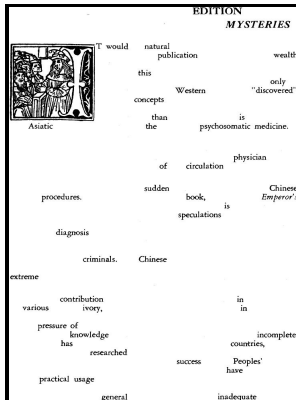 EDITION
MYSTERIES
IT would natural
publication wealth
this
only
Western "discovered"
concepts
than is
Asiatic the psychosomatic medicine.
physician
of circulation
sudden Chinese
procedures. book, Emperor's
is
speculations
diagnosis
criminals. Chinese
extreme
contribution in
various ivory, in
pressure of
knowledge incomplete
has countries,
researched
success Peoples'
have
practical usage
general inadequate